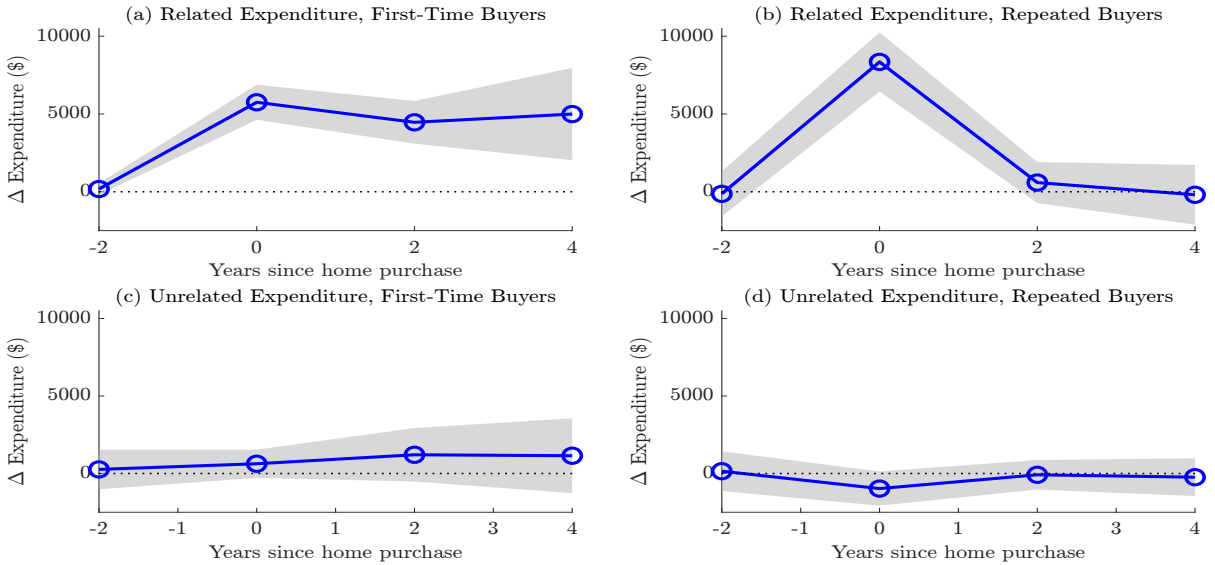 (a) Related Expenditure, First-Time Buyers
10000
5000
0
Δ Expenditure ($)
-2 0 2 4
Years since home purchase
(b) Related Expenditure, Repeated Buyers
10000
5000
0
Δ Expenditure ($)
-2 0 2 4
Years since home purchase
(c) Unrelated Expenditure, First-Time Buyers
10000
5000
0
Δ Expenditure ($)
-2 -1 0 1 2 3 4
Years since home purchase
(d) Unrelated Expenditure, Repeated Buyers
10000
5000
0
Δ Expenditure ($)
-2 -1 0 1 2 3 4
Years since home purchase